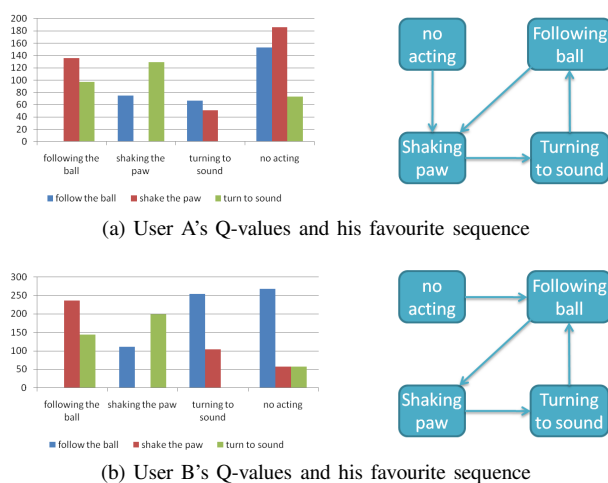 200
180
160
140
120
100
80
60
40
20
0
following the
ball
shaking the
paw
turning to
sound
no acting
follow the ball
shake the paw
turn to sound
no
acting
Following
ball
Shaking
paw
Turning
to sound
(a) User A's Q-values and his favourite sequence
300
250
200
150
100
50
0
following the
ball
shaking the paw
turning to
sound
no acting
follow the ball
shake the paw
turn to sound
no
acting
Following
ball
Shaking
paw
Turning
to sound
(b) User B's Q-values and his favourite sequence